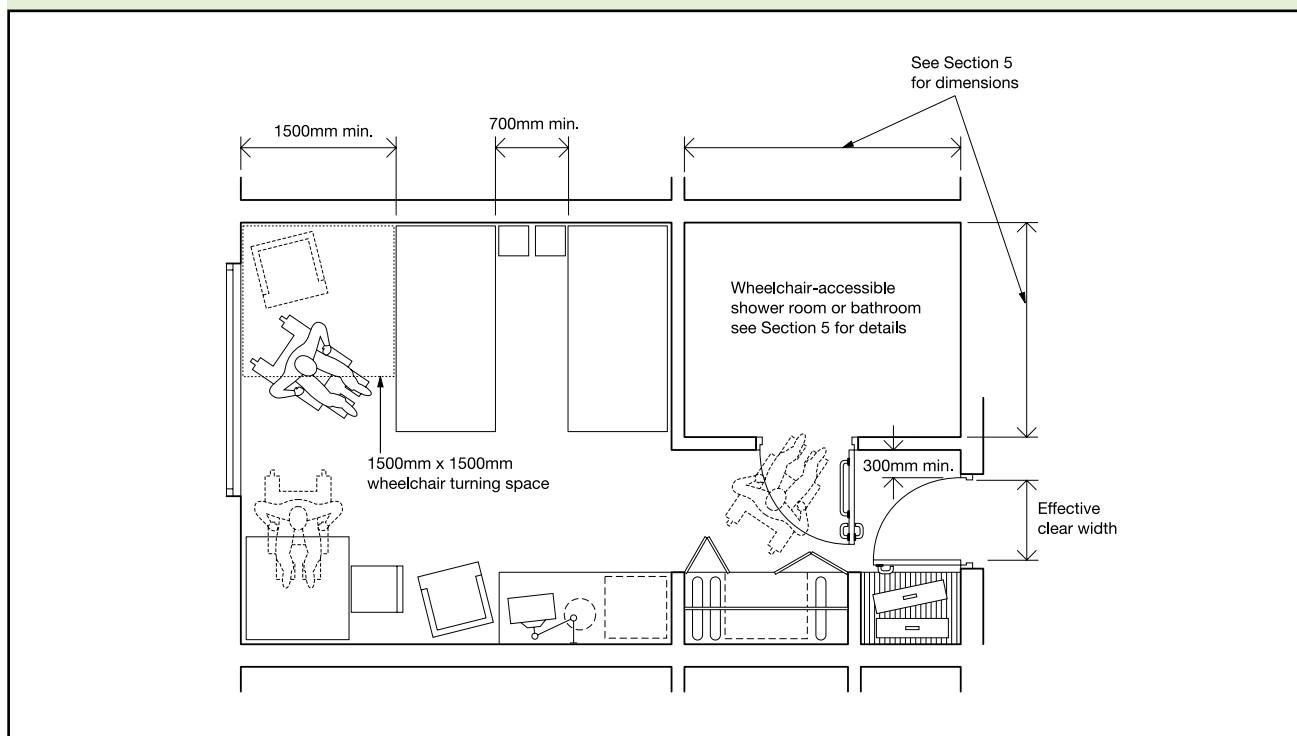 See Section 5
for dimensions
1500mm min.
700mm min.
Wheelchair-accessible
shower room or bathroom
see Section 5 for details
1500mm x 1500mm
wheelchair turning space
300mm min.
Effective
clear width